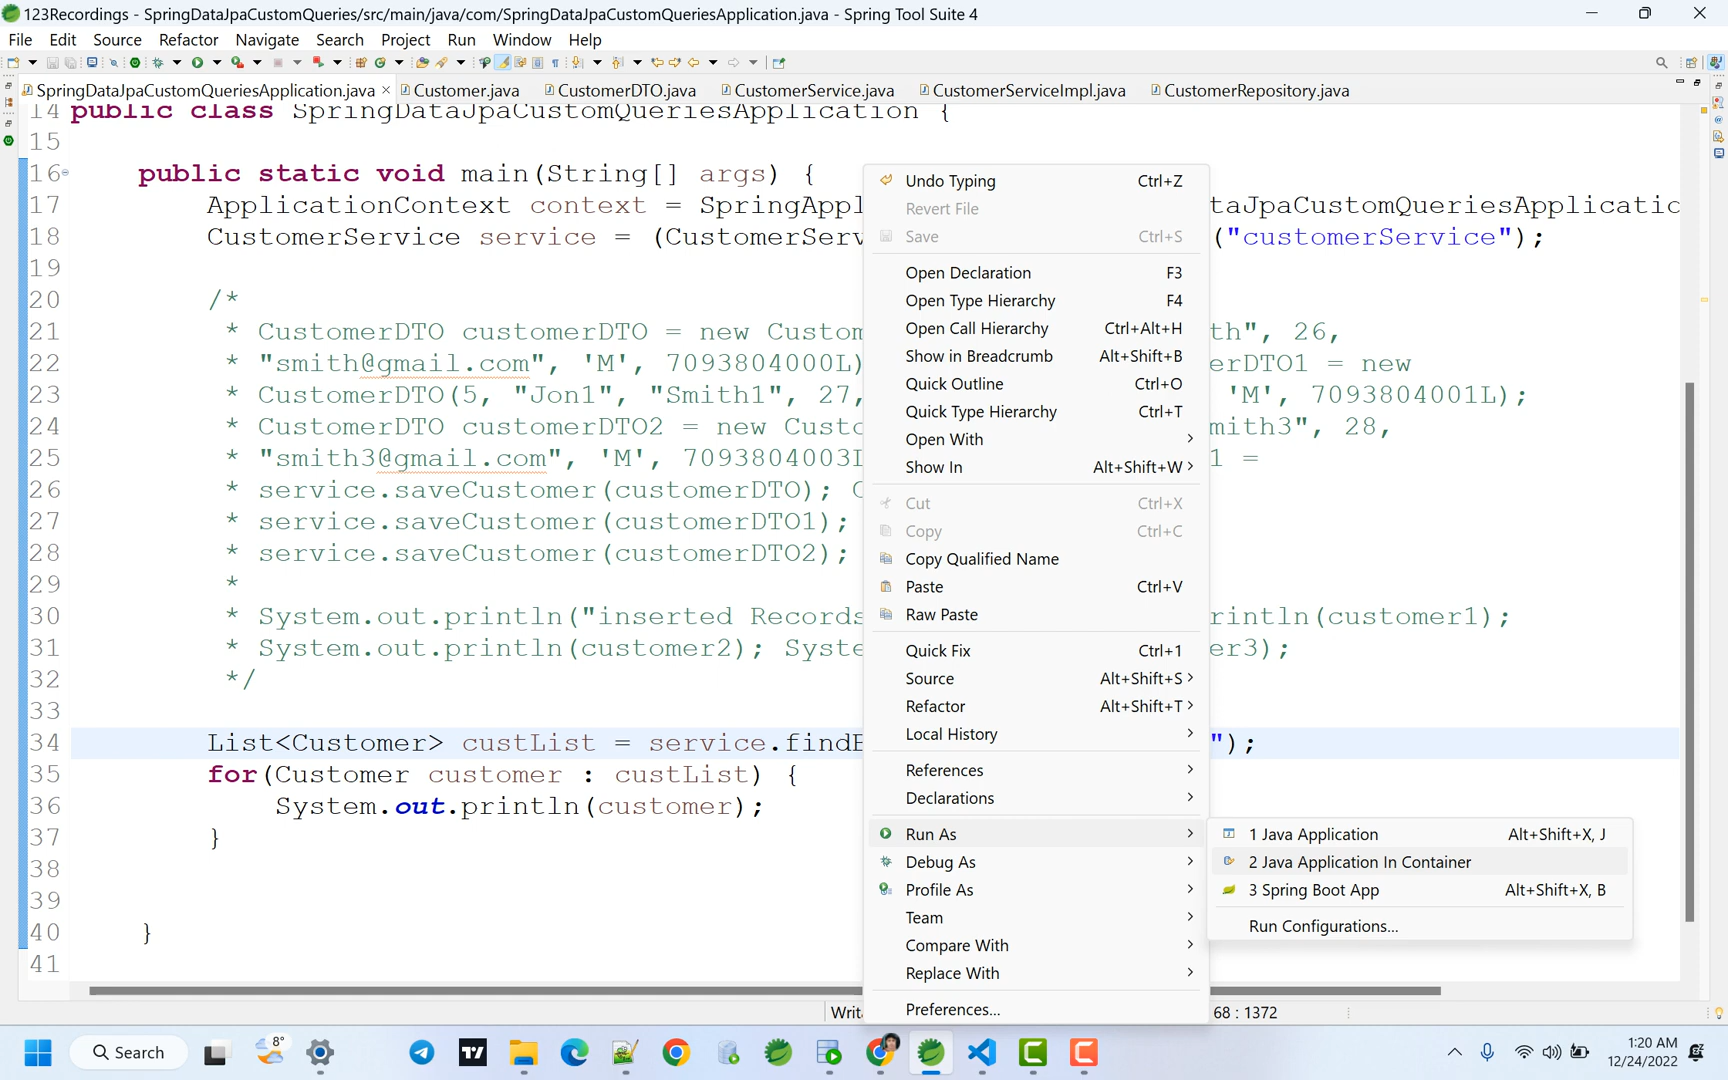 123Recordings - SpringDataJpaCustomQueries/src/main/java/com/SpringDataJpaCustomQueriesApplication.java - Spring Tool Suite 4
File Edit Source Refactor Navigate Search Project Run Window Help
SpringDataJpaCustomQueriesApplication.java Customer.java CustomerDTO.java CustomerService.java CustomerServiceImpl.java CustomerRepository.java
14 public class SpringDataJpaCustomQueriesApplication {
15
16 public static void main(String[] args) {
17 ApplicationContext context = SpringAppl taJpaCustomQueriesApplicatio
18 CustomerService service = (CustomerServ ("customerService");
19
20 /*
21 * CustomerDTO customerDTO = new Custom th", 26,
22 * "smith@gmail.com", 'M', 7093804000L) erDTO1 = new
23 * CustomerDTO(5, "Jon1", "Smith1", 27, 'M', 7093804001L);
24 * CustomerDTO customerDTO2 = new Custo mith3", 28,
25 * "smith3@gmail.com", 'M', 7093804003L 1 =
26 * service.saveCustomer(customerDTO); C
27 * service.saveCustomer(customerDTO1);
28 * service.saveCustomer(customerDTO2);
29 *
30 * System.out.println("inserted Records rintln(customer1);
31 * System.out.println(customer2); Syste er3);
32 */
33
34 List<Customer> custList = service.findB ");
35 for(Customer customer : custList) {
36 System.out.println(customer);
37 }
38
39
40 }
41
Undo Typing Ctrl+Z
Revert File
Save Ctrl+S
Open Declaration F3
Open Type Hierarchy F4
Open Call Hierarchy Ctrl+Alt+H
Show in Breadcrumb Alt+Shift+B
Quick Outline Ctrl+O
Quick Type Hierarchy Ctrl+T
Open With
Show In Alt+Shift+W
Cut Ctrl+X
Copy Ctrl+C
Copy Qualified Name
Paste Ctrl+V
Raw Paste
Quick Fix Ctrl+1
Source Alt+Shift+S
Refactor Alt+Shift+T
Local History
References
Declarations
Run As
Debug As
Profile As
Team
Compare With
Replace With
Preferences...
1 Java Application Alt+Shift+X, J
2 Java Application In Container
3 Spring Boot App Alt+Shift+X, B
Run Configurations...
Writa 68 : 1372
Search 8° 1:20 AM
12/24/2022